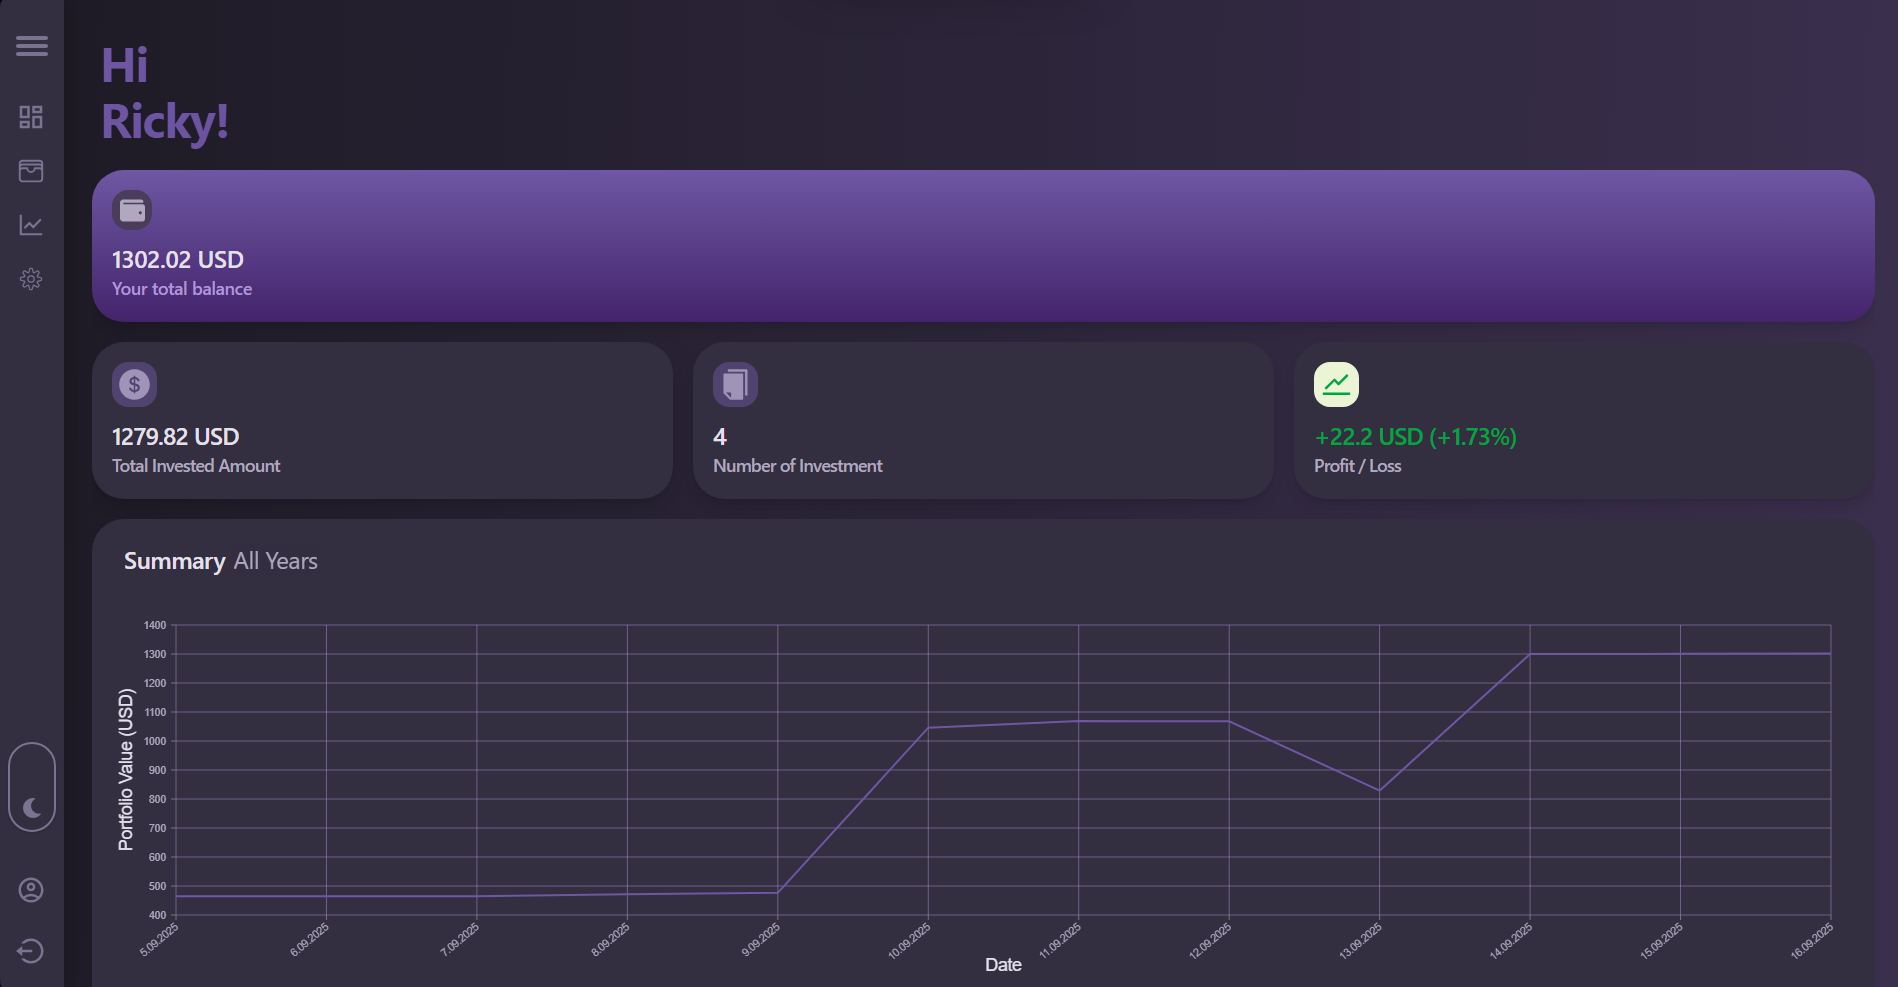 Hi
Ricky!
1302.02 USD
Your total balance
$
1279.82 USD
Total Invested Amount
4
Number of Investment
+22.2 USD (+1.73%)
Profit / Loss
Summary All Years
1400
1300
1200
1100
1000
900
800
700
600
500
400
Portfolio Value (USD)
5.09.2025
6.09.2025
7.09.2025
8.09.2025
9.09.2025
10.09.2025
11.09.2025
12.09.2025
13.09.2025
14.09.2025
15.09.2025
16.09.2025
Date